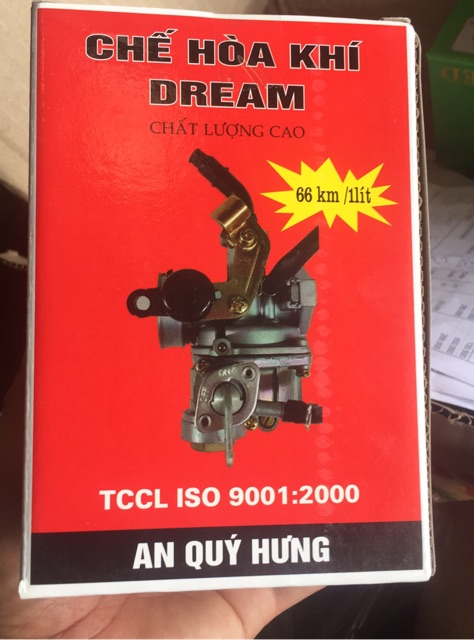 CHẾ HÒA KHÍ
DREAM
CHẤT LƯỢNG CAO
66 km /1lít
TCCL ISO 9001:2000
AN QUÝ HƯNG